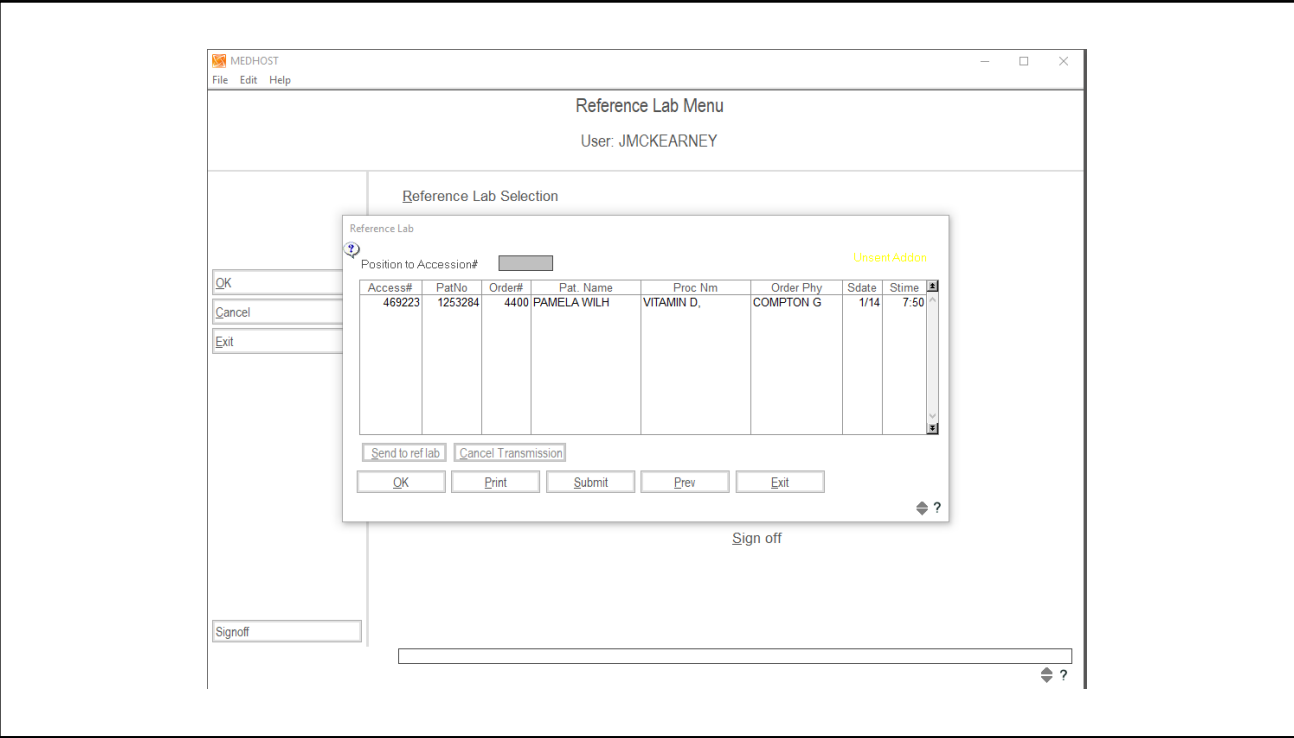 MEDHOST
File Edit Help
Reference Lab Menu
User: JMCKEARNEY
Reference Lab Selection
Reference Lab
?
Position to Accession#
Unsent Addon
OK
Cancel
Exit
Access# PatNo Order# Pat. Name Proc Nm Order Phy Sdate Stime
469223 1253284 4400 PAMELA WILH VITAMIN D, COMPTON G 1/14 7:50
Send to ref lab Cancel Transmission
OK Print Submit Prev Exit
?
Sign off
Signoff
?